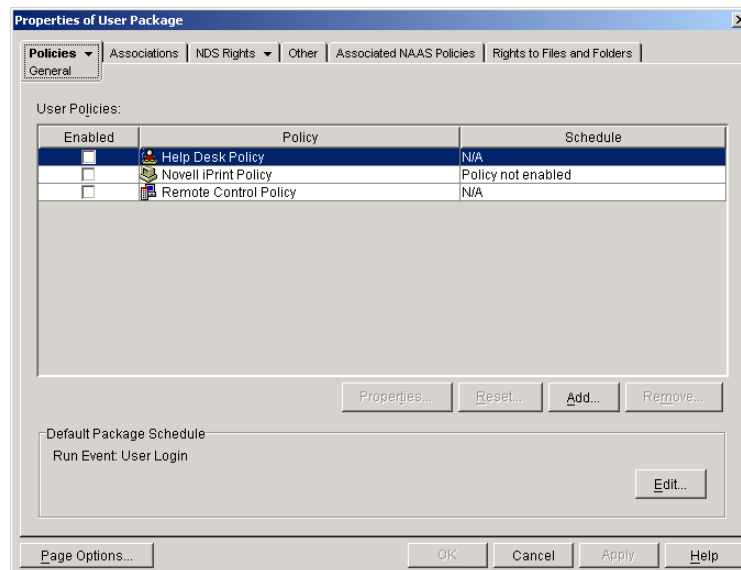 Properties of User Package
Policies Associations NDS Rights Other Associated NAAS Policies Rights to Files and Folders
General
User Policies:
Enabled Policy Schedule
Help Desk Policy N/A
Novell iPrint Policy Policy not enabled
Remote Control Policy N/A
Properties... Reset... Add... Remove...
Default Package Schedule
Run Event: User Login
Edit...
Page Options... OK Cancel Apply Help